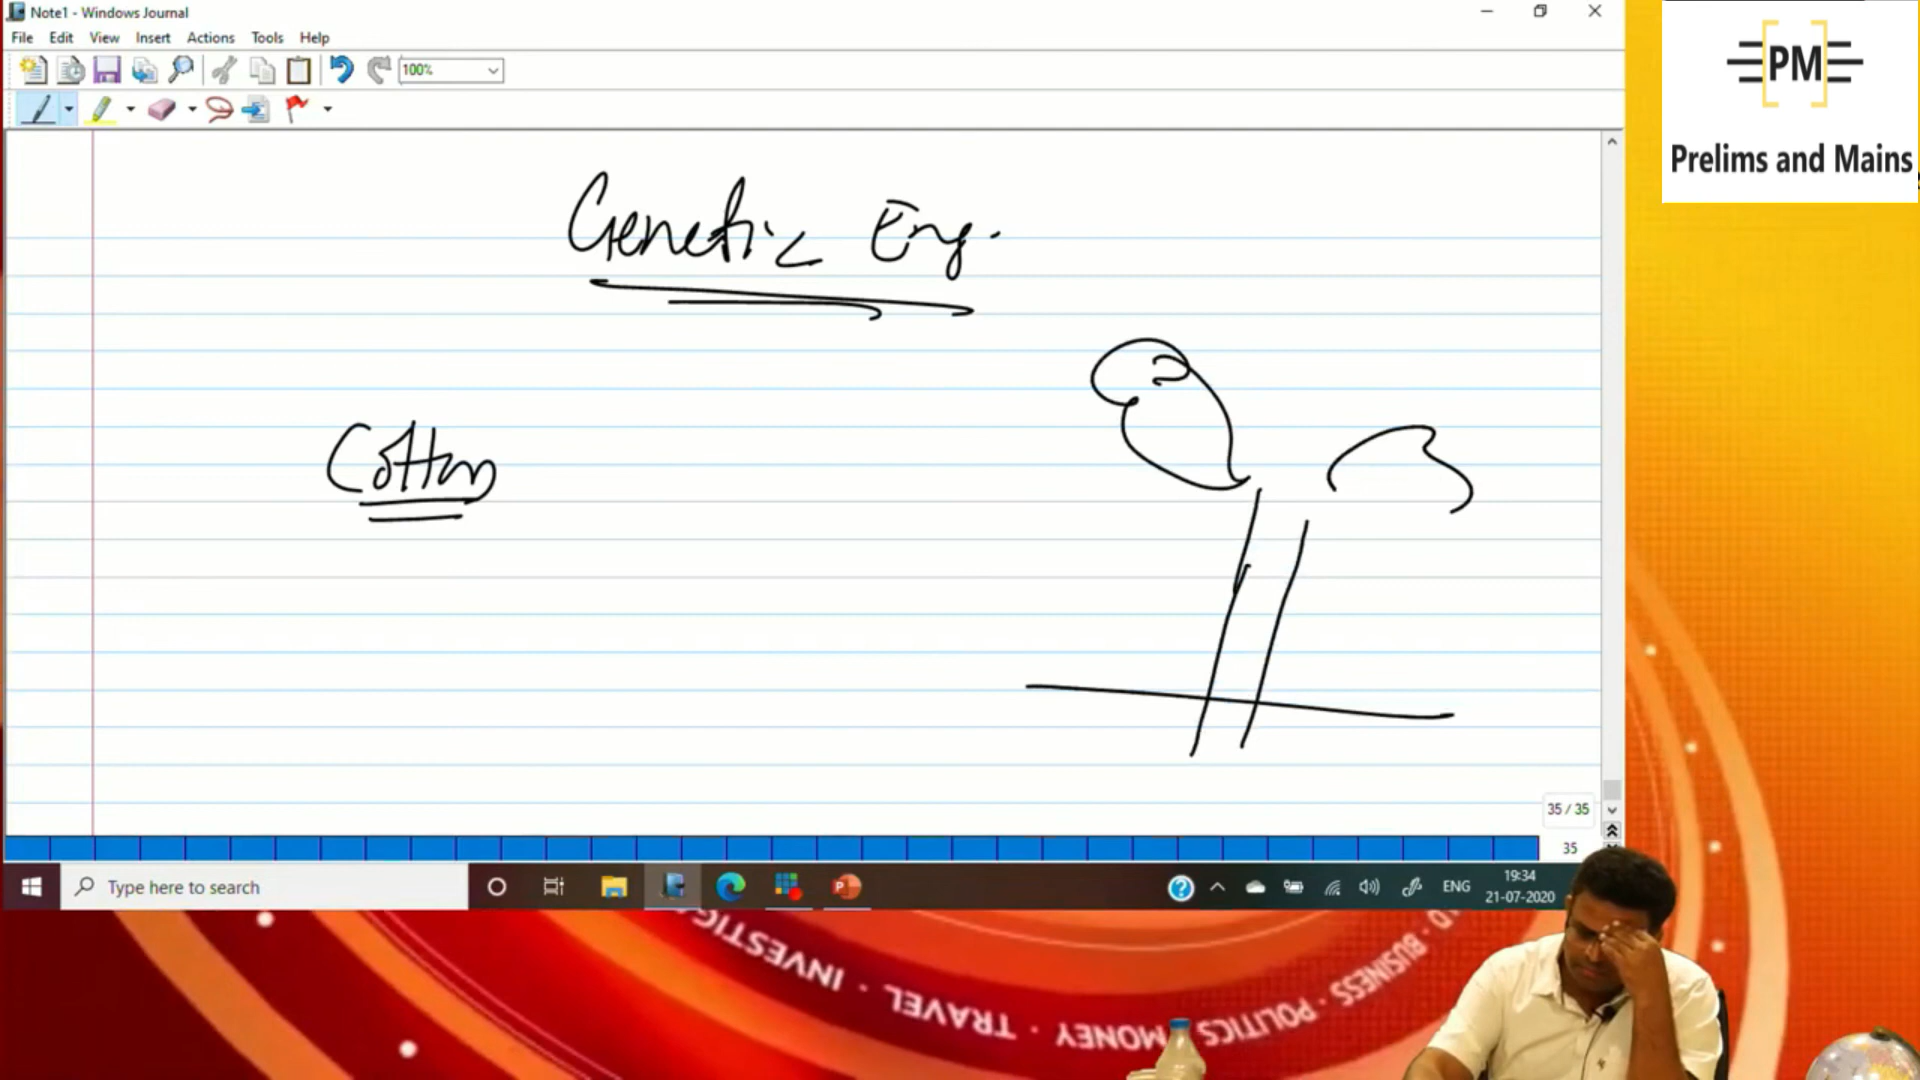 Note1 - Windows Journal
File Edit View Insert Actions Tools Help
100%
PM
Prelims and Mains
Genetic Eng.
Cotton
35 / 35
35
Type here to search
ENG
19:34
21-07-2020
INVESTIGA
TRAVEL
MONEY
POLITICS
BUSINESS